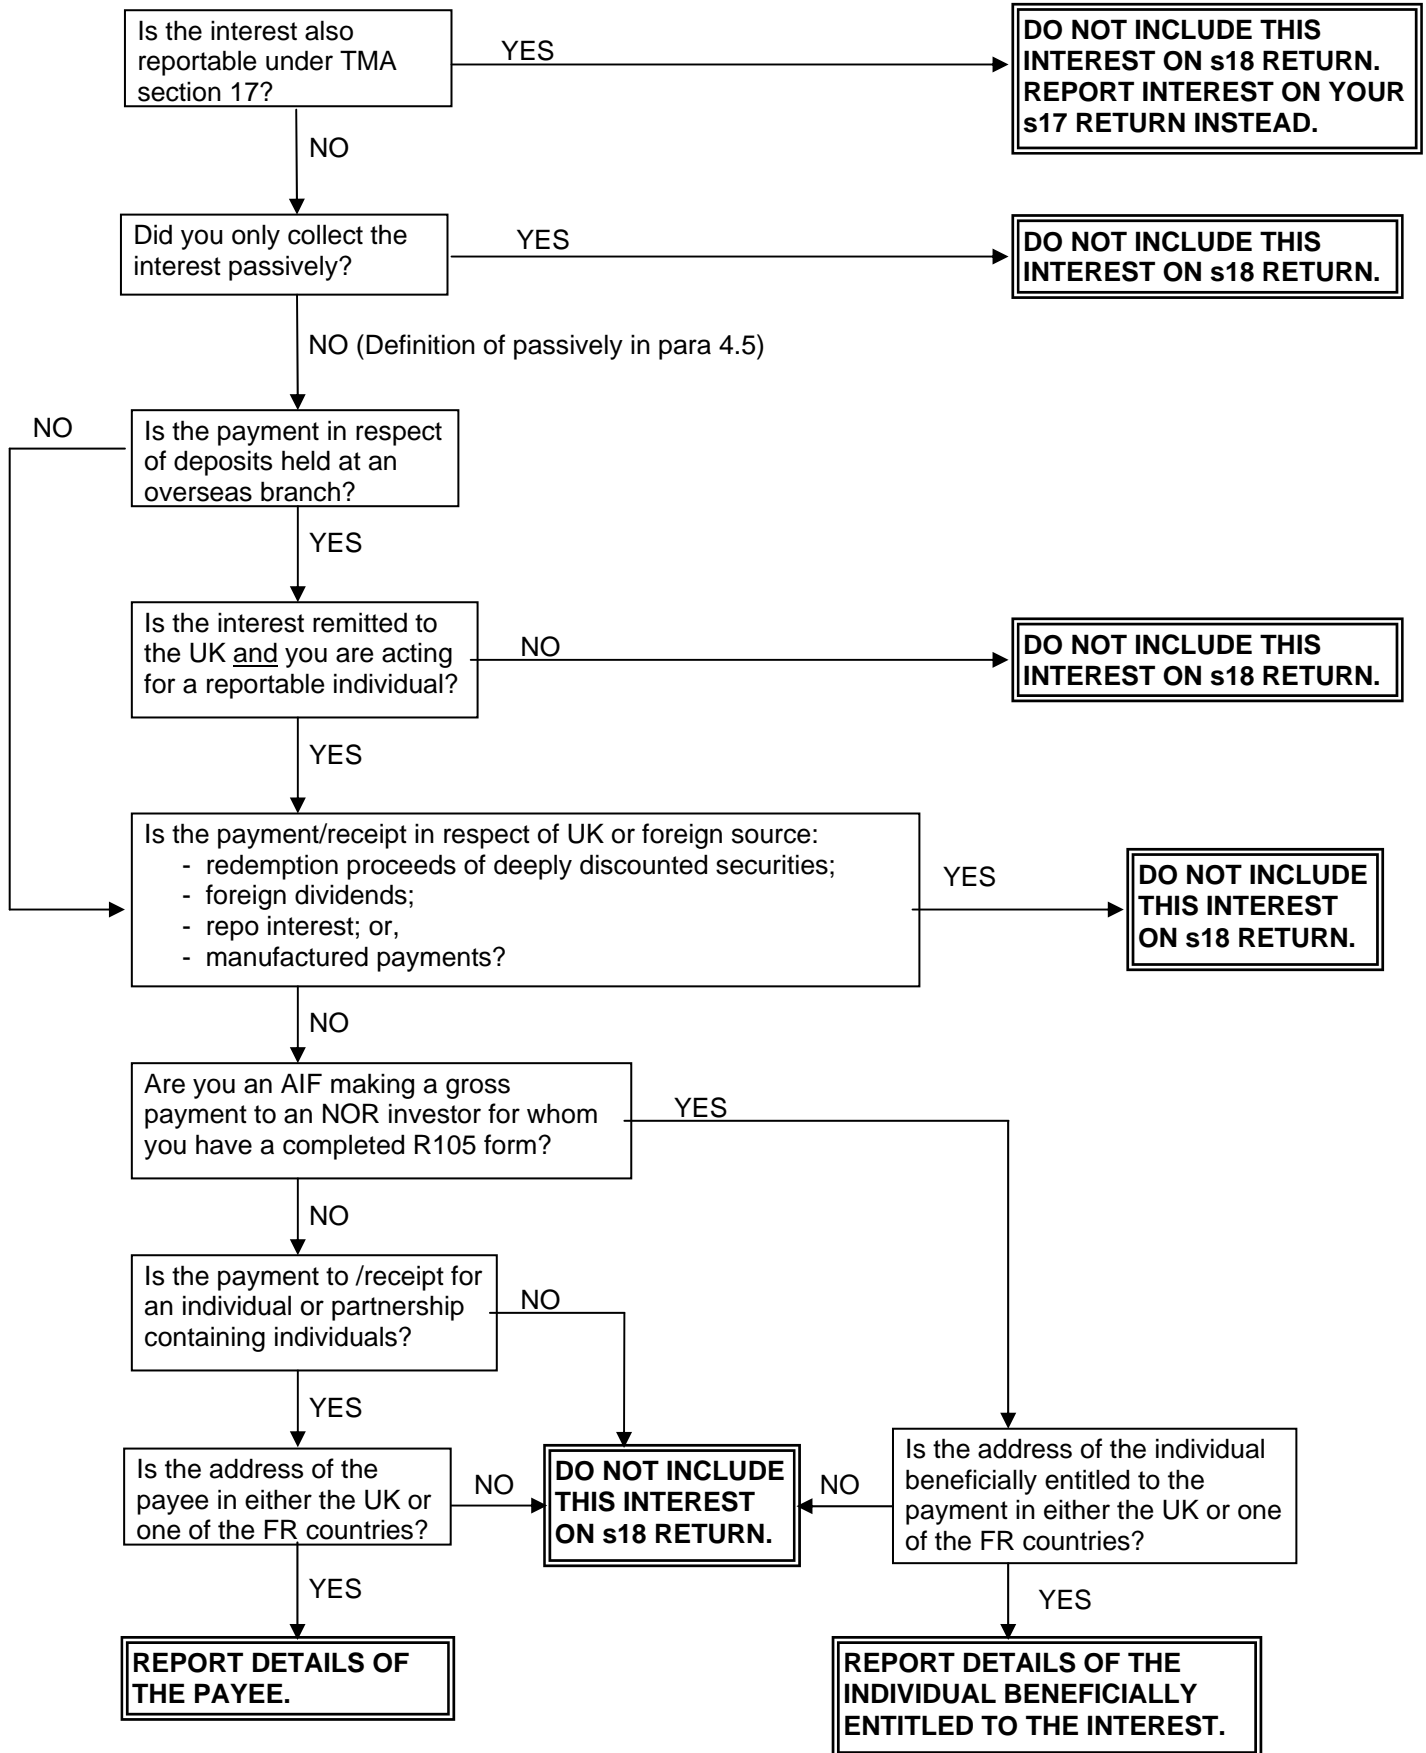 Is the interest also
reportable under TMA
section 17?
YES
DO NOT INCLUDE THIS
INTEREST ON s18 RETURN.
REPORT INTEREST ON YOUR
s17 RETURN INSTEAD.
NO
Did you only collect the
interest passively?
YES
DO NOT INCLUDE THIS
INTEREST ON s18 RETURN.
NO (Definition of passively in para 4.5)
NO
Is the payment in respect
of deposits held at an
overseas branch?
YES
Is the interest remitted to
the UK and you are acting
for a reportable individual?
NO
DO NOT INCLUDE THIS
INTEREST ON s18 RETURN.
YES
Is the payment/receipt in respect of UK or foreign source:
- redemption proceeds of deeply discounted securities;
- foreign dividends;
- repo interest; or,
- manufactured payments?
YES
DO NOT INCLUDE
THIS INTEREST
ON s18 RETURN.
NO
Are you an AIF making a gross
payment to an NOR investor for whom
you have a completed R105 form?
YES
NO
Is the payment to /receipt for
an individual or partnership
containing individuals?
NO
YES
Is the address of the
payee in either the UK or
one of the FR countries?
NO
DO NOT INCLUDE
THIS INTEREST
ON s18 RETURN.
NO
Is the address of the individual
beneficially entitled to the
payment in either the UK or one
of the FR countries?
YES
YES
REPORT DETAILS OF
THE PAYEE.
REPORT DETAILS OF THE
INDIVIDUAL BENEFICIALLY
ENTITLED TO THE INTEREST.